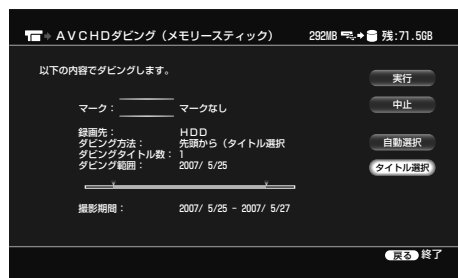 AVCHDダビング（メモリースティック） 292MB 残:71.5GB
以下の内容でダビングします。
マーク： マークなし
録画先： HDD
ダビング方法： 先頭から（タイトル選択
ダビングタイトル数： 1
ダビング範囲： 2007/ 5/25
撮影期間： 2007/ 5/25 - 2007/ 5/27
実行
中止
自動選択
タイトル選択
戻る 終了